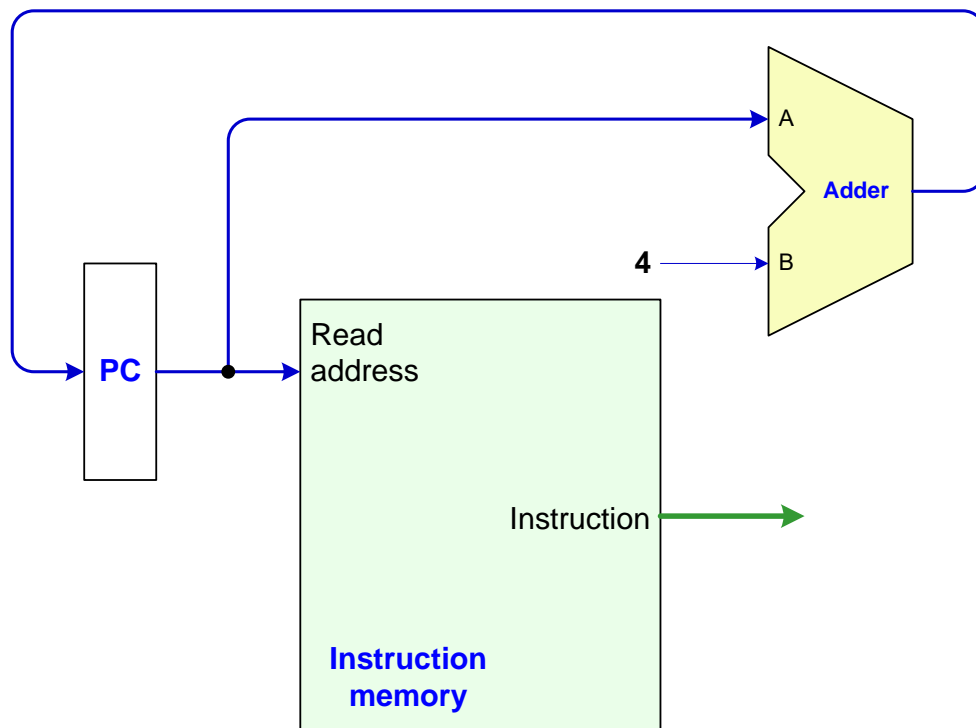 A
Adder
4
B
PC
Read
address
Instruction
Instruction
memory